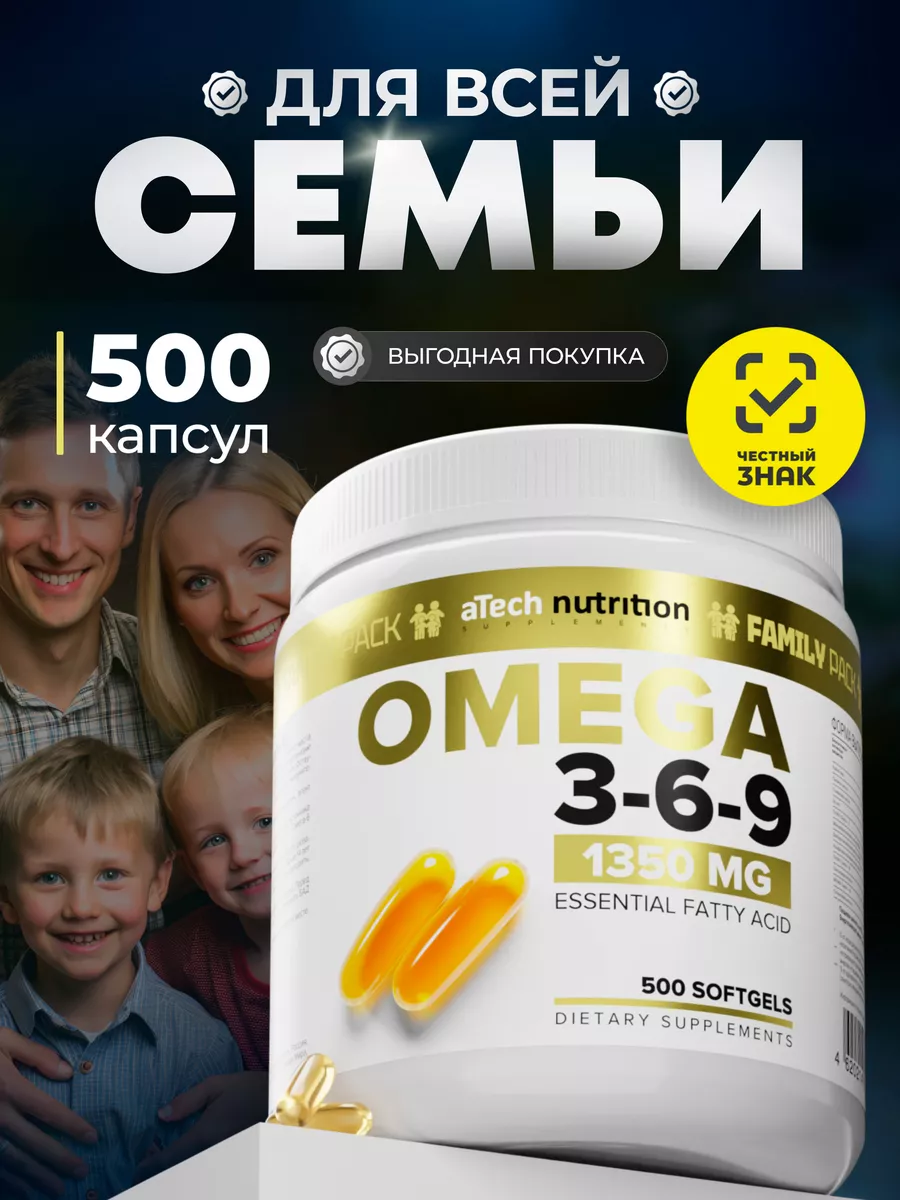 ДЛЯ ВСЕЙ
СЕМЬИ
500
капсул
ВЫГОДНАЯ ПОКУПКА
ЧЕСТНЫЙ
ЗНАК
PACK
aTech nutrition
FAMILY PACK
SUPPLEMENT
OMEGA
3-6-9
1350 MG
ESSENTIAL FATTY ACID
500 SOFTGELS
DIETARY SUPPLEMENTS